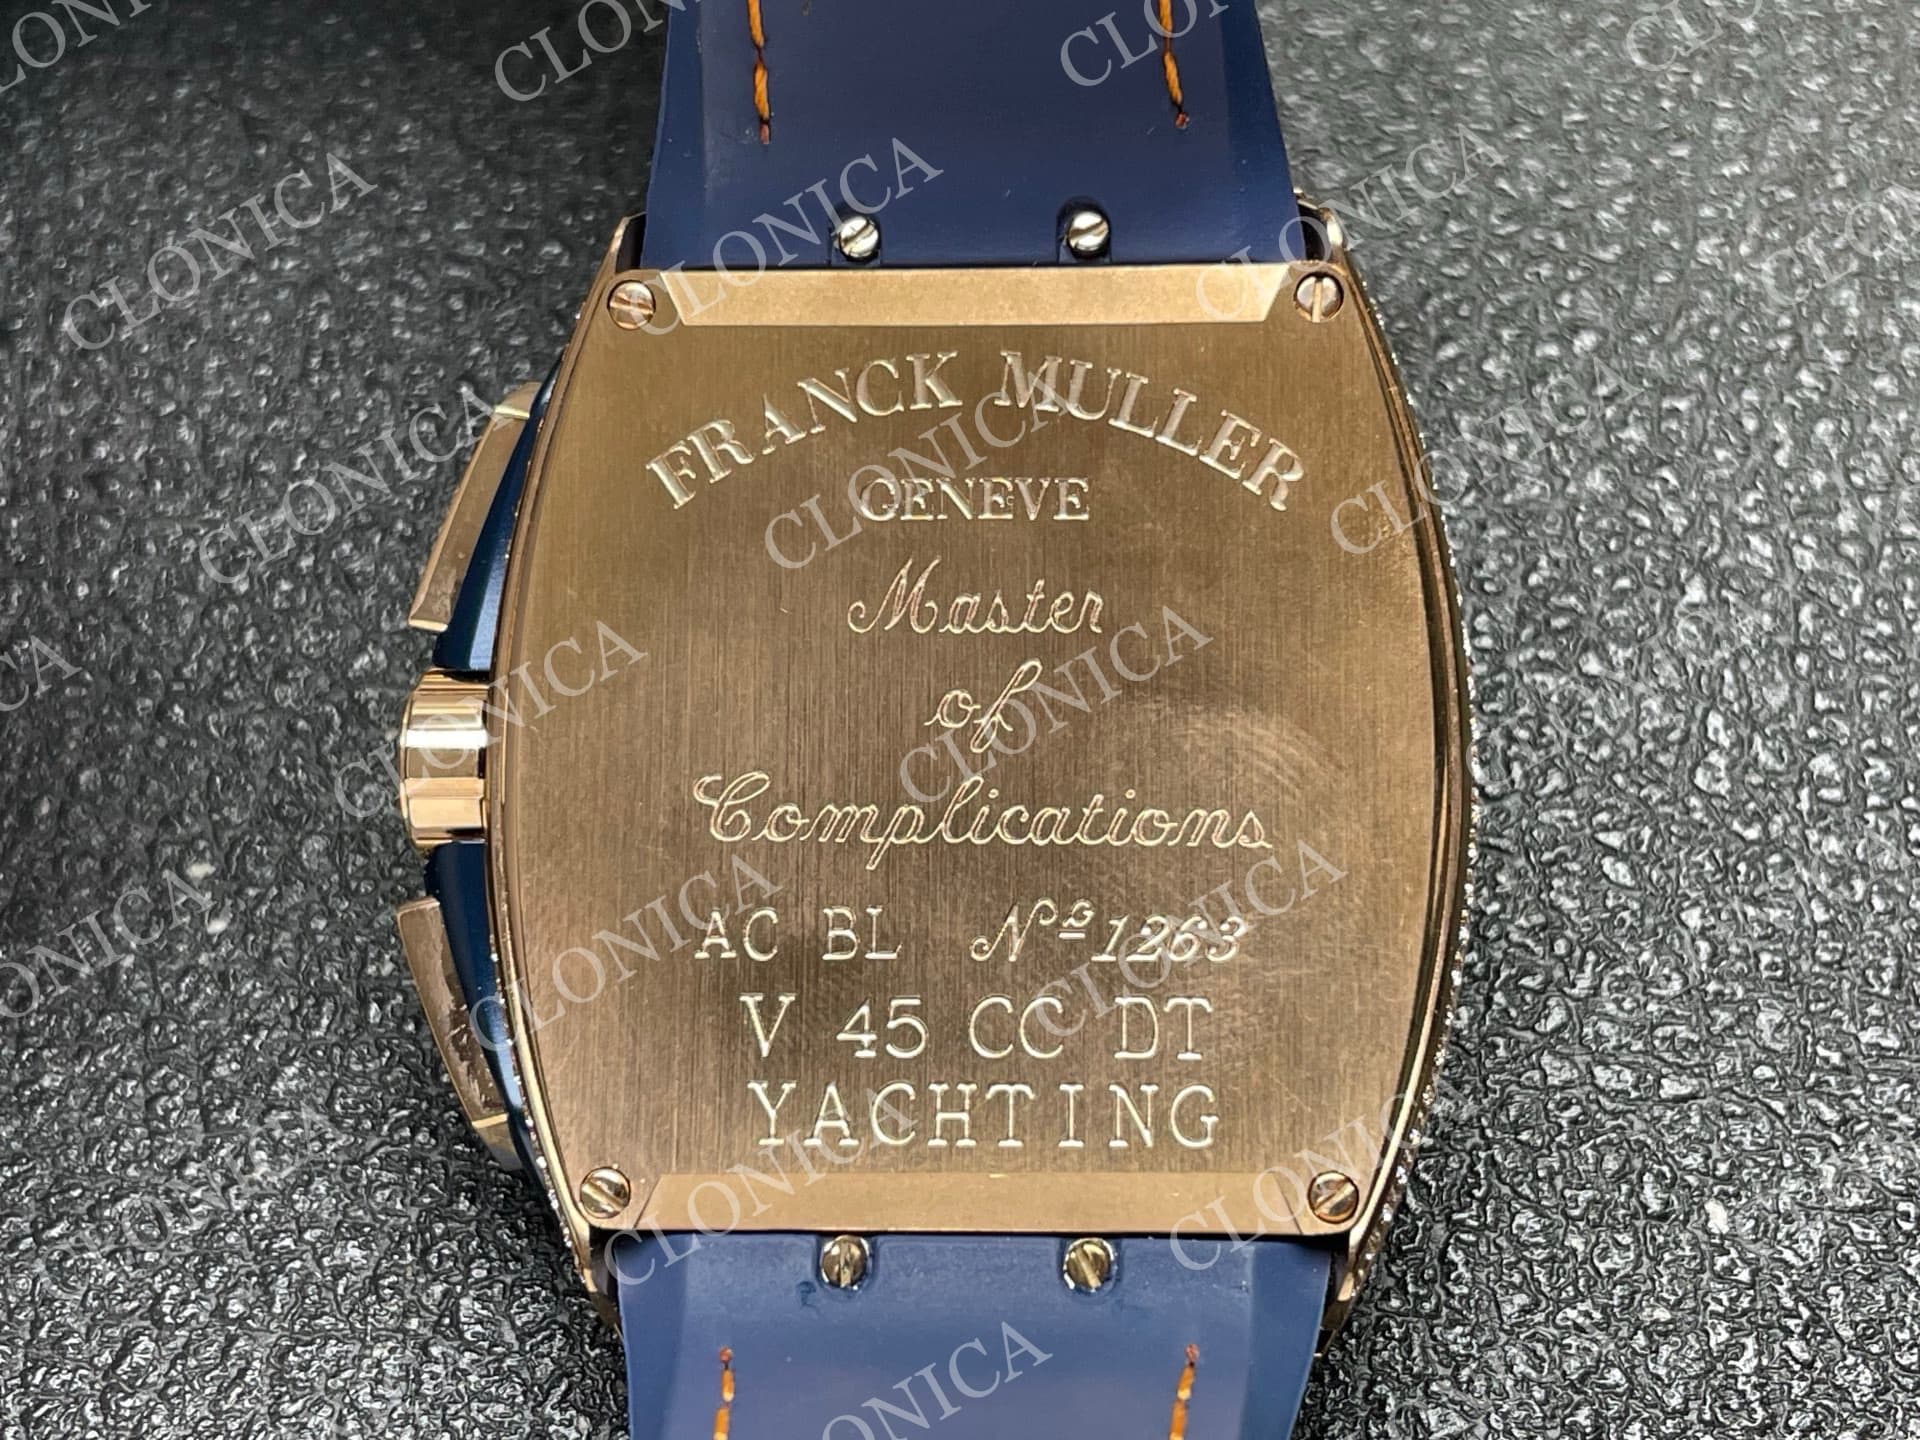 FRANCK MULLER
GENEVE
Master
of
Complications
AC BL Nº 1263
V 45 CC DT
YACHTING
CLONICA